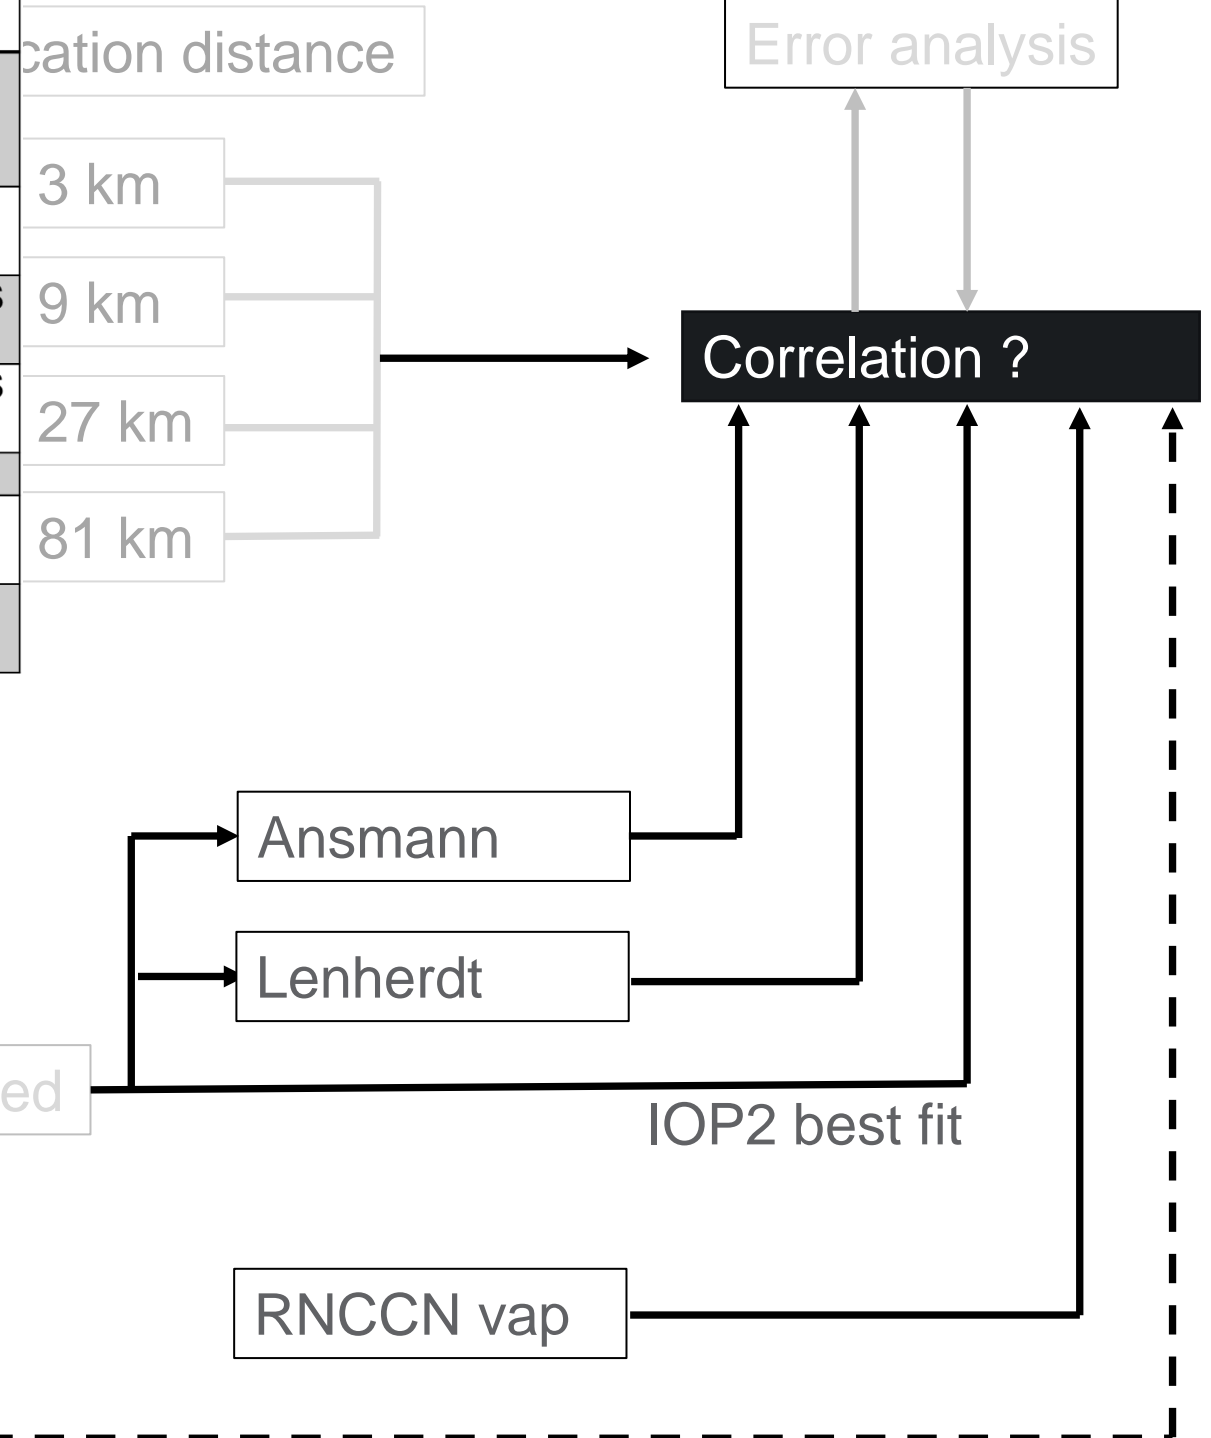 cation distance
Error analysis
3 km
s
9 km
Correlation ?
s
27 km
81 km
Ansmann
Lenherdt
ed
IOP2 best fit
RNCCN vap